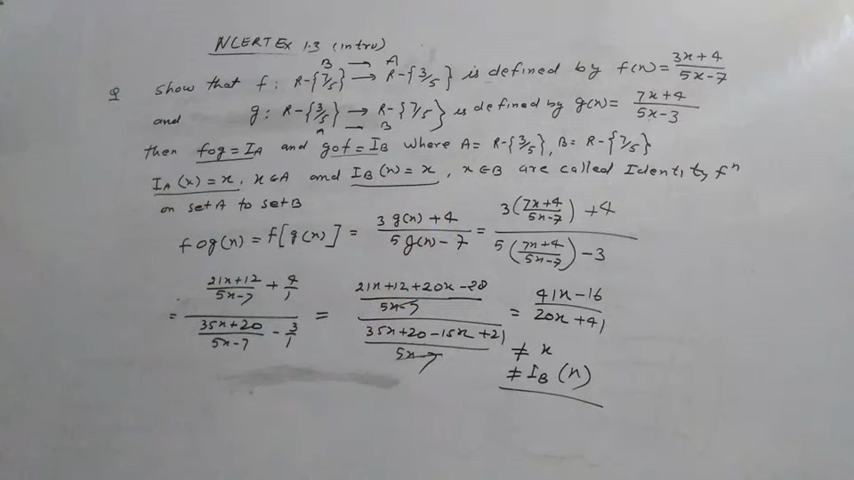 NCERT Ex 1.3 (intro)
B → A
Q show that f : R-{7/5} → R-{3/5} is defined by f(x) = 3x+4 / 5x-7
and g : R-{3/5} → R-{7/5} is defined by g(x) = 7x+4 / 5x-3
A → B
then fog = I_A and gof = I_B where A = R-{3/5}, B = R-{7/5}
I_A (x) = x, x∈A and I_B (x) = x, x∈B are called Identity fⁿ
on set A to set B
fog(x) = f[g(x)] = 3 g(x) + 4 / 5 g(x) - 7 = 3(7x+4 / 5x-7) + 4 / 5(7x+4 / 5x-7) - 3
= (21x+12 / 5x-7 + 4/1) / (35x+20 / 5x-7 - 3/1) = (21x+12+20x-28 / 5x-7) / (35x+20-15x+21 / 5x-7) = 41x-16 / 20x+41
≠ x
≠ I_B (x)